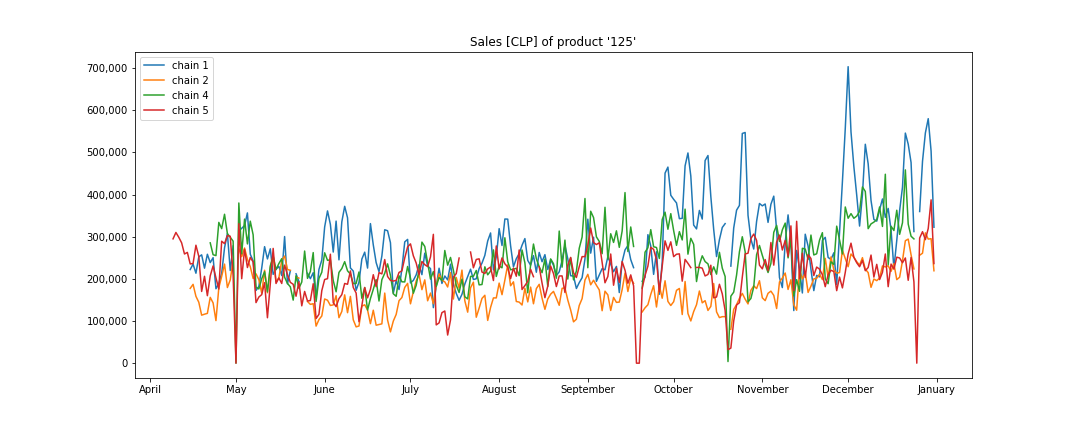 Sales [CLP] of product '125'
700,000
600,000
500,000
400,000
300,000
200,000
100,000
0
chain 1
chain 2
chain 4
chain 5
April May June July August September October November December January